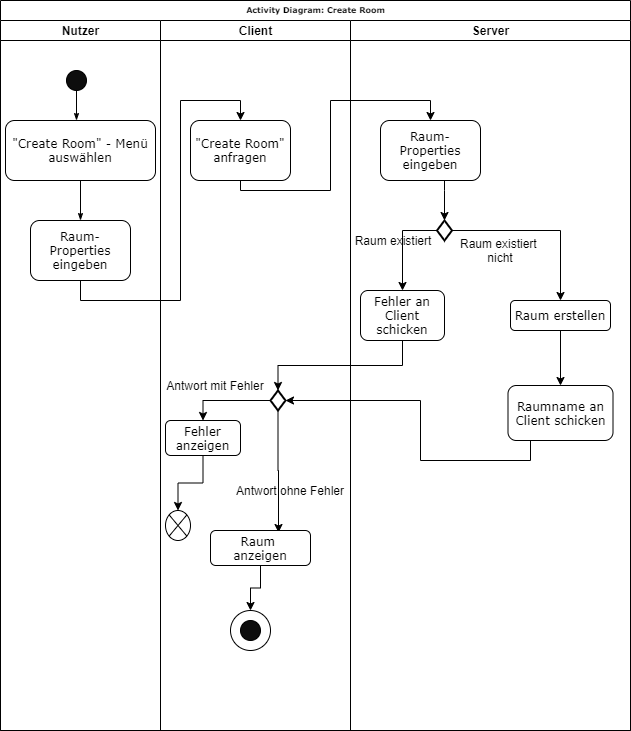 Activity Diagram: Create Room
Nutzer
Client
Server
"Create Room" - Menü
auswählen
"Create Room"
anfragen
Raum-
Properties
eingeben
Raum-
Properties
eingeben
Raum existiert
Raum existiert
nicht
Fehler an
Client
schicken
Raum erstellen
Antwort mit Fehler
Raumname an
Client schicken
Fehler
anzeigen
Antwort ohne Fehler
Raum
anzeigen